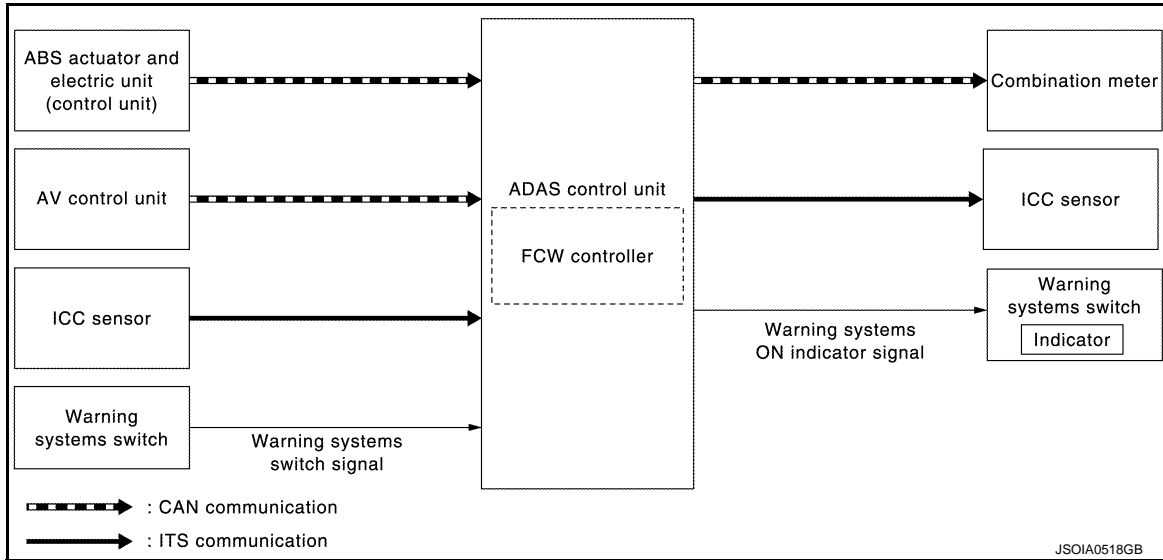 ABS actuator and
electric unit
(control unit)
AV control unit
ICC sensor
Warning
systems switch
Warning systems
switch signal
ADAS control unit
FCW controller
Combination meter
ICC sensor
Warning systems
ON indicator signal
Warning
systems switch
Indicator
: CAN communication
: ITS communication
JSOIA0518GB